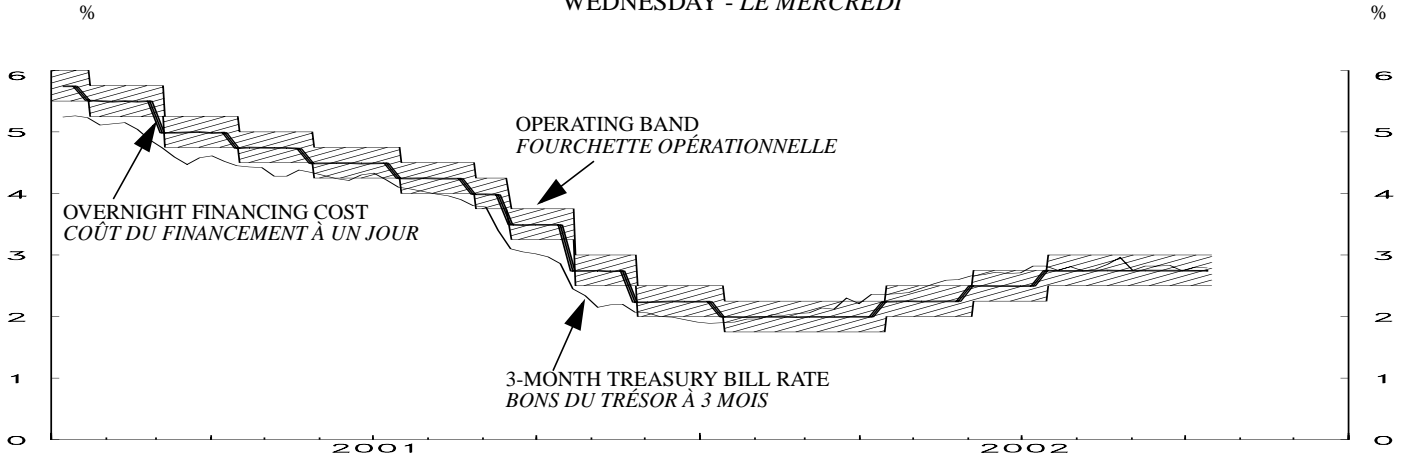 WEDNESDAY - LE MERCREDI
% %
6 6
5 5
OPERATING BAND
FOURCHETTE OPÉRATIONNELLE
4 4
OVERNIGHT FINANCING COST
COÛT DU FINANCEMENT À UN JOUR
3 3
2 2
3-MONTH TREASURY BILL RATE
BONS DU TRÉSOR À 3 MOIS
1 1
0 0
2001 2002